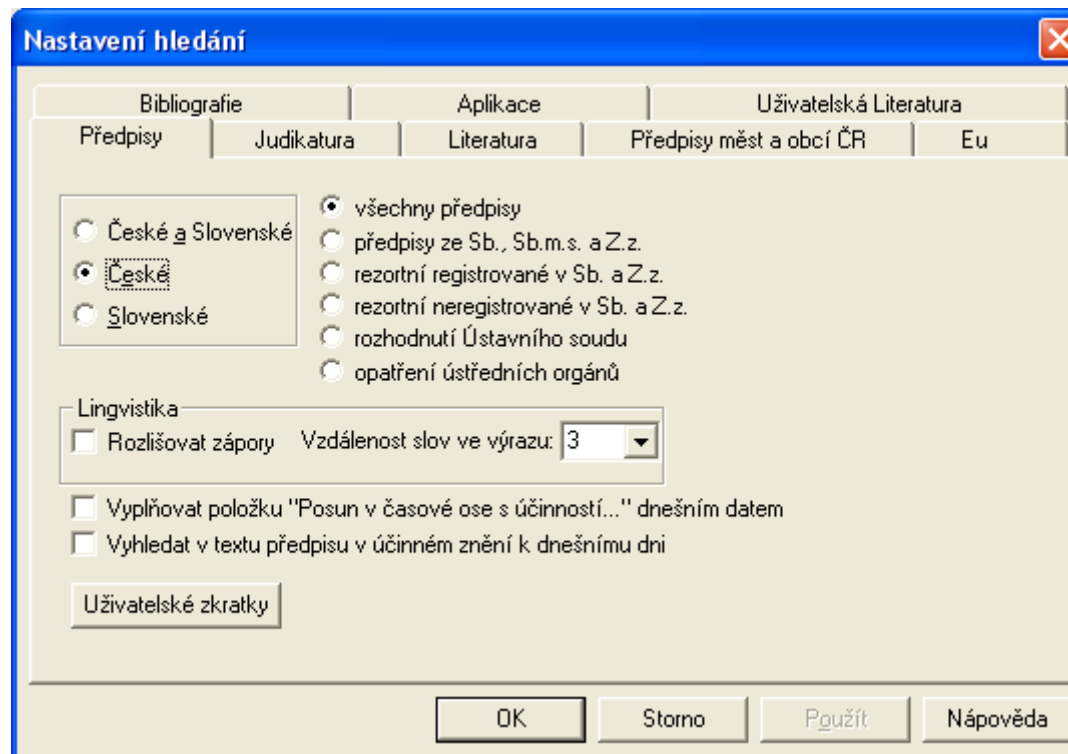 Nastavení hledání
Bibliografie Aplikace Uživatelská Literatura
Předpisy Judikatura Literatura Předpisy měst a obcí ČR Eu
České a Slovenské
České
Slovenské
všechny předpisy
předpisy ze Sb., Sb.m.s. a Z.z.
rezortní registrované v Sb. a Z.z.
rezortní neregistrované v Sb. a Z.z.
rozhodnutí Ústavního soudu
opatření ústředních orgánů
Lingvistika
Rozlišovat zápory Vzdálenost slov ve výrazu: 3
Vyplňovat položku "Posun v časové ose s účinností..." dnešním datem
Vyhledat v textu předpisu v účinném znění k dnešnímu dni
Uživatelské zkratky
OK Storno Použít Nápověda